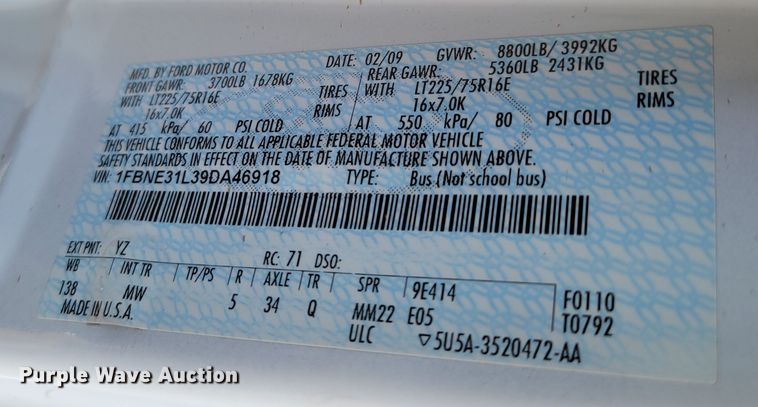 MFD. BY FORD MOTOR CO. DATE: 02/09 GVWR: 8800LB/ 3992KG
FRONT GAWR: 3700LB 1678KG REAR GAWR: 5360LB 2431KG
WITH LT225/75R16E TIRES WITH LT225/75R16E TIRES
16x7.0K RIMS 16x7.0K RIMS
AT 415 kPa/ 60 PSI COLD AT 550 kPa/ 80 PSI COLD
THIS VEHICLE CONFORMS TO ALL APPLICABLE FEDERAL MOTOR VEHICLE
SAFETY STANDARDS IN EFFECT ON THE DATE OF MANUFACTURE SHOWN ABOVE.
VIN: 1FBNE31L39DA46918 TYPE: Bus (Not school bus)
EXT PNT: YZ RC: 71 DSO:
WB INT TR TP/PS R AXLE TR SPR 9E414 F0110
138 MW 5 34 Q MM22 E05 T0792
MADE IN U.S.A. ULC ▽5U5A-3520472-AA
Purple Wave Auction